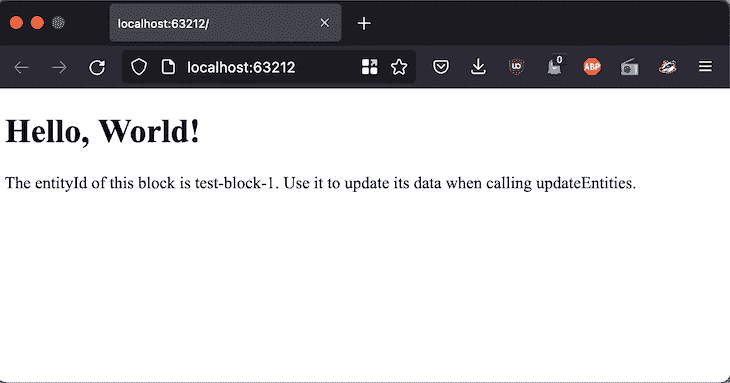 localhost:63212/
localhost:63212
0
UD
ABP
Hello, World!
The entityId of this block is test-block-1. Use it to update its data when calling updateEntities.